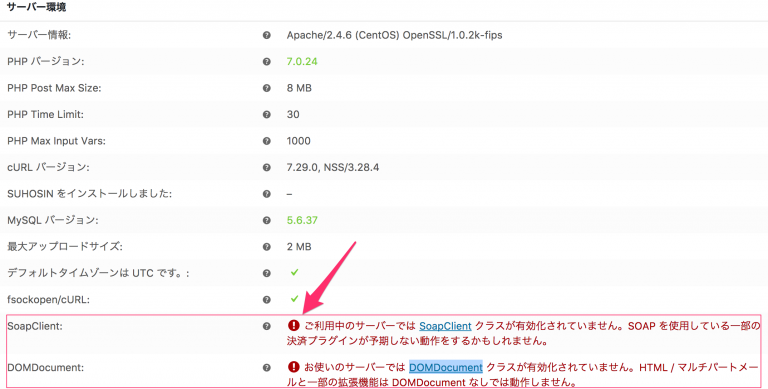 サーバー環境
サーバー情報: Apache/2.4.6 (CentOS) OpenSSL/1.0.2k-fips
PHP バージョン: 7.0.24
PHP Post Max Size: 8 MB
PHP Time Limit: 30
PHP Max Input Vars: 1000
cURL バージョン: 7.29.0, NSS/3.28.4
SUHOSIN をインストールしました: –
MySQL バージョン: 5.6.37
最大アップロードサイズ: 2 MB
デフォルトタイムゾーンは UTC です。: ✔
fsockopen/cURL: ✔
SoapClient: ご利用中のサーバーでは SoapClient クラスが有効化されていません。SOAP を使用している一部の
決済プラグインが予期しない動作をするかもしれません。
DOMDocument: お使いのサーバーでは DOMDocument クラスが有効化されていません。HTML / マルチパートメー
ルと一部の拡張機能は DOMDocument なしでは動作しません。